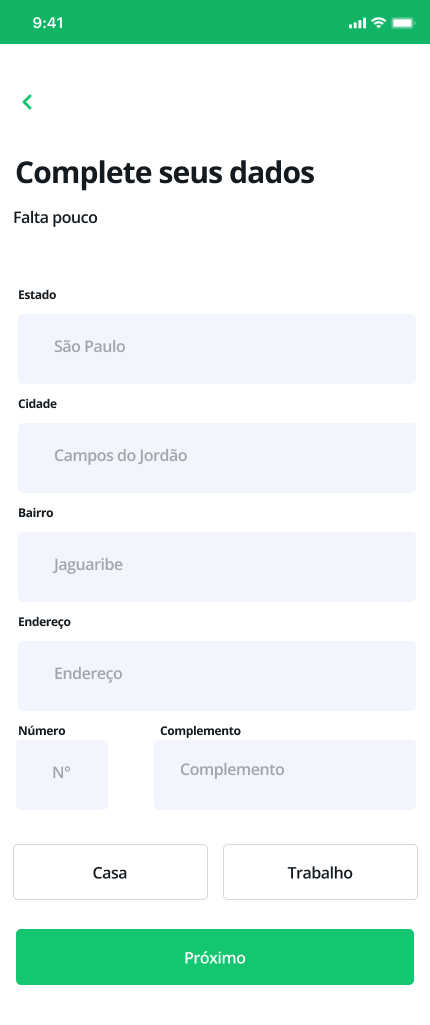 9:41
Complete seus dados
Falta pouco
Estado
São Paulo
Cidade
Campos do Jordão
Bairro
Jaguaribe
Endereço
Endereço
Número Complemento
N° Complemento
Casa Trabalho
Próximo